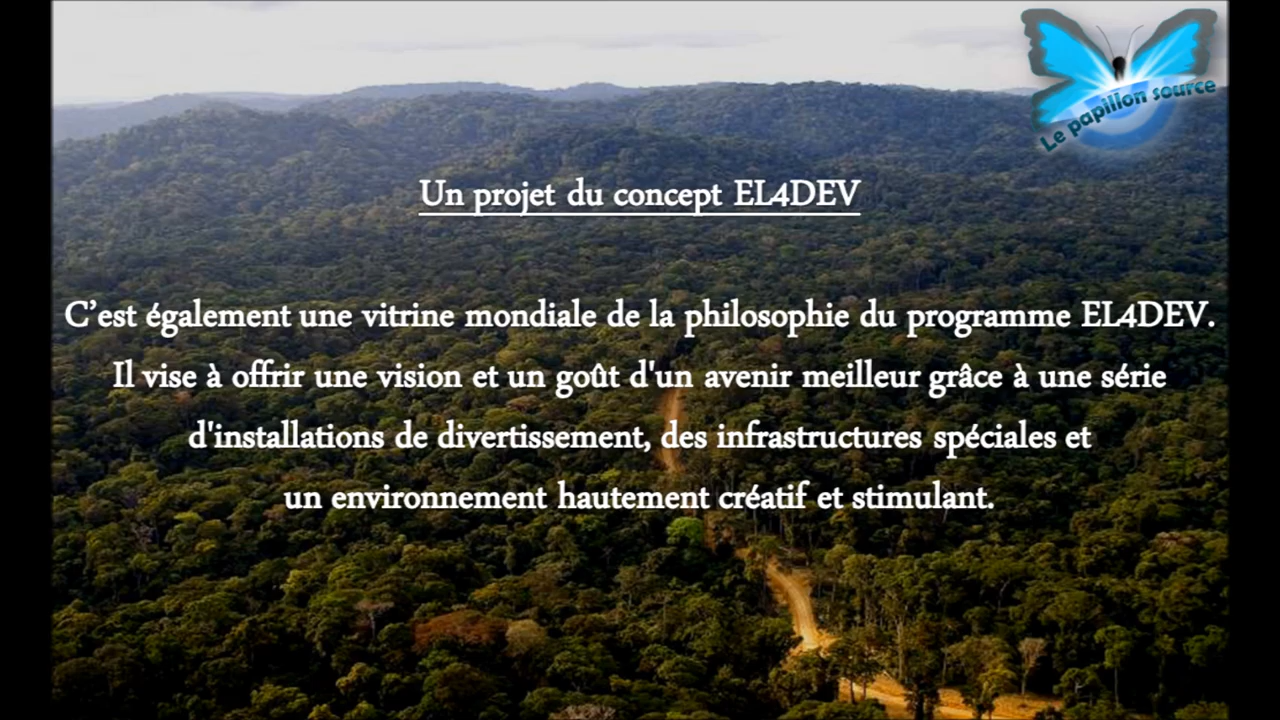 Le papillon source
Un projet du concept EL4DEV
C’est également une vitrine mondiale de la philosophie du programme EL4DEV.
Il vise à offrir une vision et un goût d'un avenir meilleur grâce à une série
d'installations de divertissement, des infrastructures spéciales et
un environnement hautement créatif et stimulant.